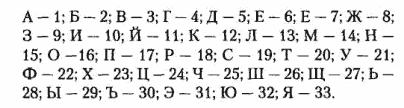 А – 1; Б – 2; В – 3; Г – 4; Д – 5; Е – 6; Е – 7; Ж – 8;
З – 9; И – 10; Й – 11; К – 12; Л – 13; М – 14; Н –
15; О –16; П – 17; Р – 18; С – 19; Т – 20; У – 21;
Ф – 22; Х – 23; Ц – 24; Ч – 25; Ш – 26; Щ – 27; Ь –
28; Ы – 29; Ъ – 30; Э – 31; Ю – 32; Я – 33.